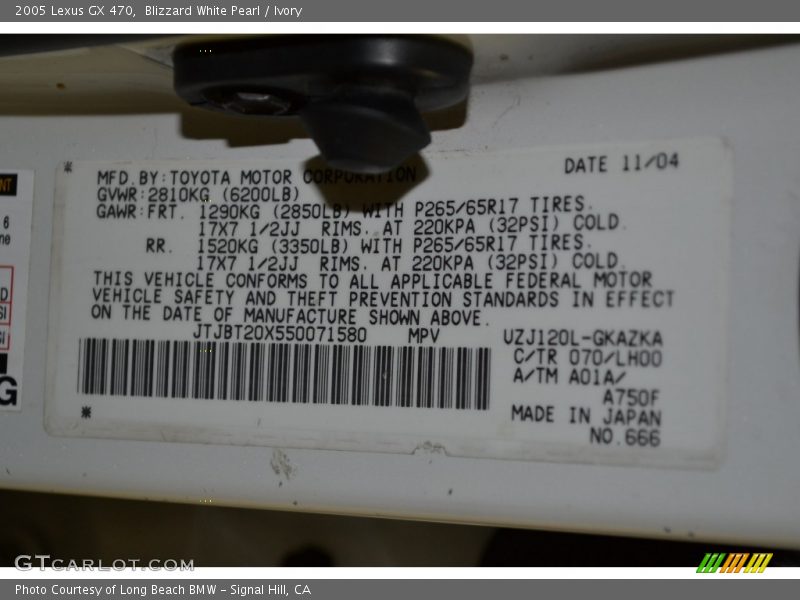 2005 Lexus GX 470, Blizzard White Pearl / Ivory
MFD.BY:TOYOTA MOTOR CORPORATION DATE 11/04
GVWR:2810KG (6200LB)
GAWR:FRT. 1290KG (2850LB) WITH P265/65R17 TIRES.
17X7 1/2JJ RIMS. AT 220KPA (32PSI) COLD.
RR. 1520KG (3350LB) WITH P265/65R17 TIRES.
17X7 1/2JJ RIMS. AT 220KPA (32PSI) COLD.
THIS VEHICLE CONFORMS TO ALL APPLICABLE FEDERAL MOTOR
VEHICLE SAFETY AND THEFT PREVENTION STANDARDS IN EFFECT
ON THE DATE OF MANUFACTURE SHOWN ABOVE.
JTJBT20X550071580 MPV UZJ120L-GKAZKA
C/TR 070/LH00
A/TM A01A/
A750F
MADE IN JAPAN
NO.666
GTCARLOT.COM
Photo Courtesy of Long Beach BMW - Signal Hill, CA